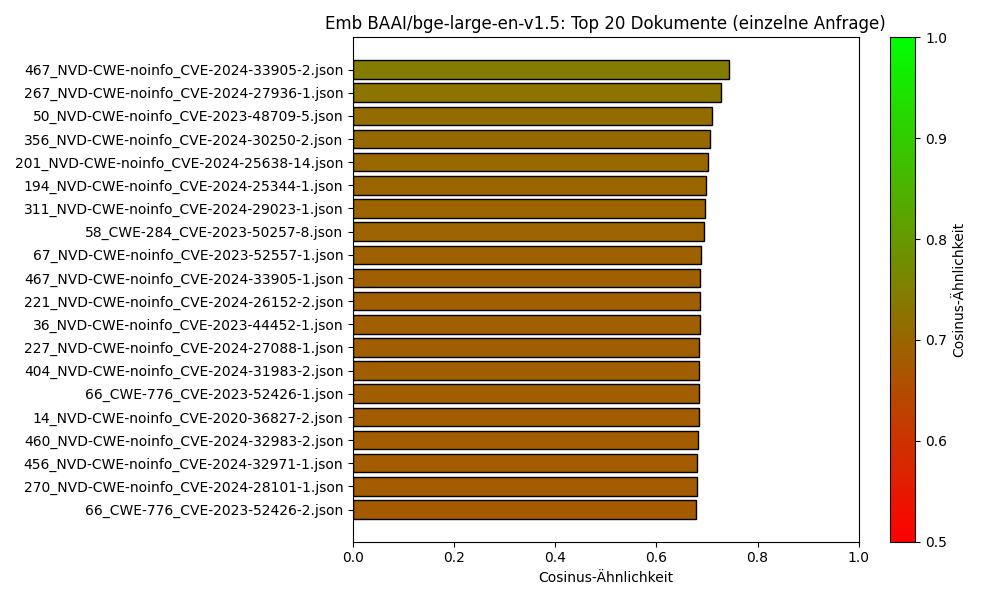 Emb BAAI/bge-large-en-v1.5: Top 20 Dokumente (einzelne Anfrage)
467_NVD-CWE-noinfo_CVE-2024-33905-2.json
267_NVD-CWE-noinfo_CVE-2024-27936-1.json
50_NVD-CWE-noinfo_CVE-2023-48709-5.json
356_NVD-CWE-noinfo_CVE-2024-30250-2.json
201_NVD-CWE-noinfo_CVE-2024-25638-14.json
194_NVD-CWE-noinfo_CVE-2024-25344-1.json
311_NVD-CWE-noinfo_CVE-2024-29023-1.json
58_CWE-284_CVE-2023-50257-8.json
67_NVD-CWE-noinfo_CVE-2023-52557-1.json
467_NVD-CWE-noinfo_CVE-2024-33905-1.json
221_NVD-CWE-noinfo_CVE-2024-26152-2.json
36_NVD-CWE-noinfo_CVE-2023-44452-1.json
227_NVD-CWE-noinfo_CVE-2024-27088-1.json
404_NVD-CWE-noinfo_CVE-2024-31983-2.json
66_CWE-776_CVE-2023-52426-1.json
14_NVD-CWE-noinfo_CVE-2020-36827-2.json
460_NVD-CWE-noinfo_CVE-2024-32983-2.json
456_NVD-CWE-noinfo_CVE-2024-32971-1.json
270_NVD-CWE-noinfo_CVE-2024-28101-1.json
66_CWE-776_CVE-2023-52426-2.json
0.0 0.2 0.4 0.6 0.8 1.0
Cosinus-Ähnlichkeit
1.0
0.9
0.8
0.7
0.6
0.5
Cosinus-Ähnlichkeit